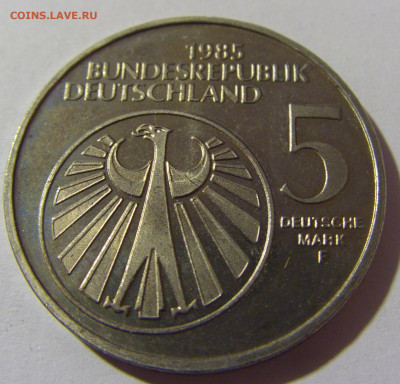 COINS.LAVE.RU
1985
BUNDESREPUBLIK
DEUTSCHLAND
5
DEUTSCHE
MARK
F